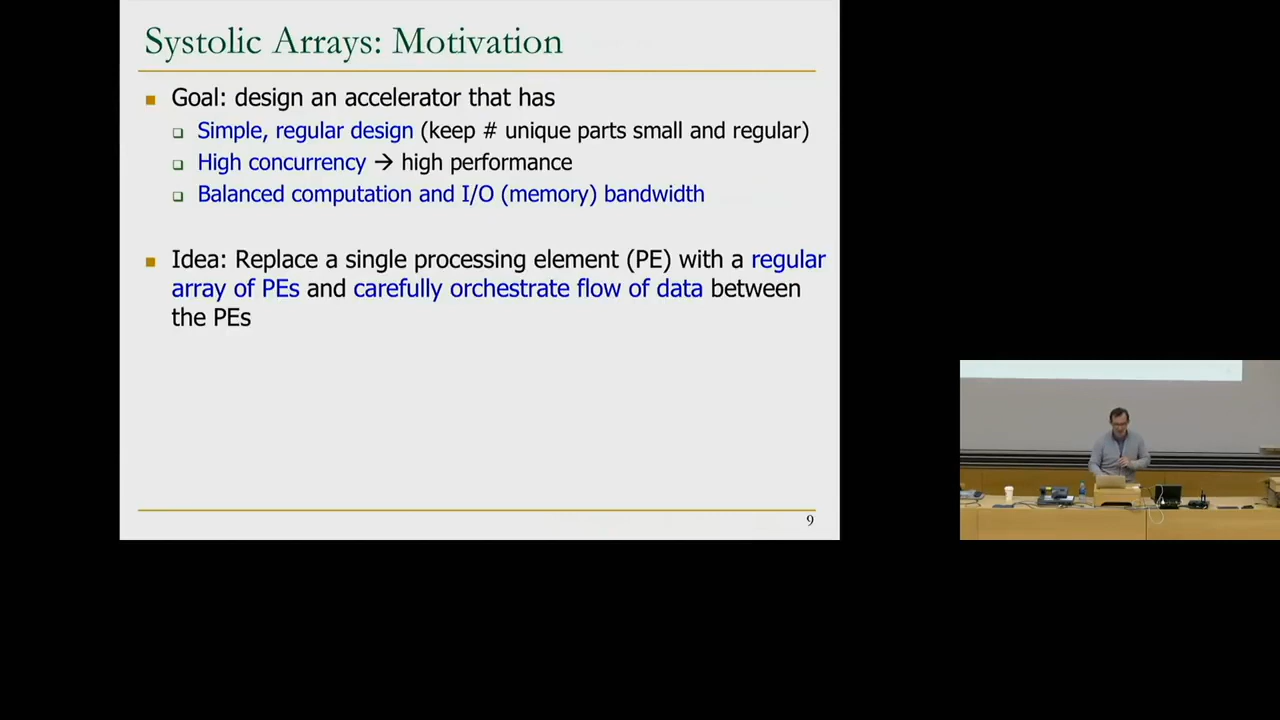 Systolic Arrays: Motivation
Goal: design an accelerator that has
Simple, regular design (keep # unique parts small and regular)
High concurrency → high performance
Balanced computation and I/O (memory) bandwidth
Idea: Replace a single processing element (PE) with a regular
array of PEs and carefully orchestrate flow of data between
the PEs
9